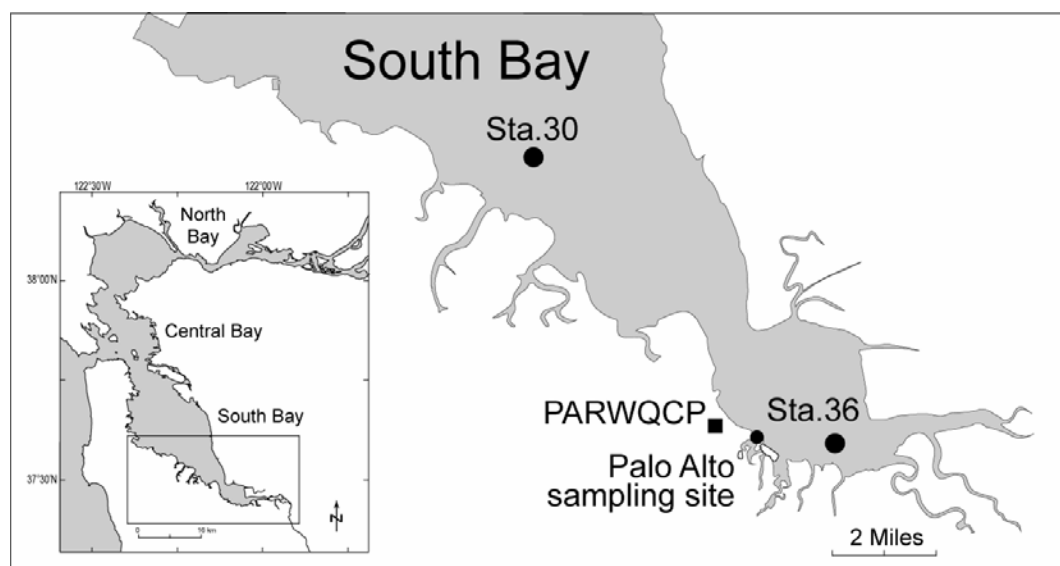 South Bay
Sta.30
122°30'W
122°00'W
North
Bay
38°00'N
Central Bay
South Bay
37°30'N
0
10 km
N
PARWQCP
Sta.36
Palo Alto
sampling site
2 Miles